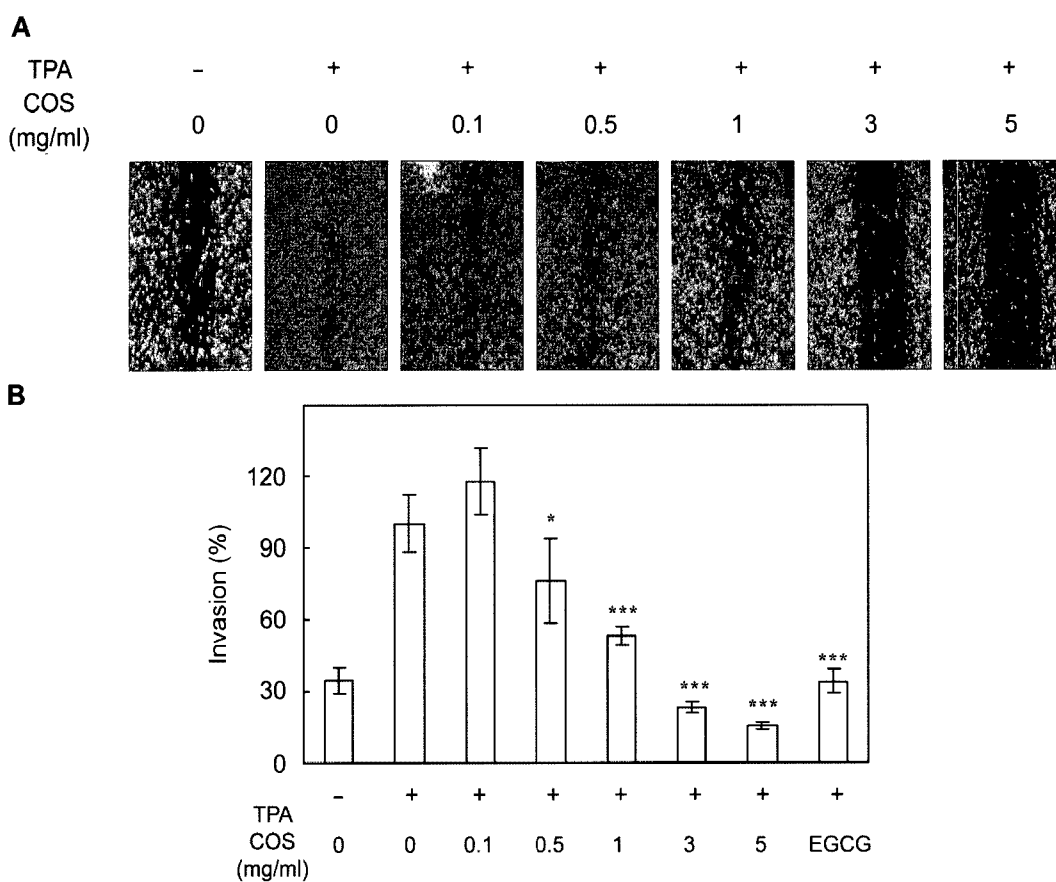 A
TPA – + + + + + +
COS
(mg/ml) 0 0 0.1 0.5 1 3 5
B
Invasion (%)
120
90
60
30
0
*
***
***
***
***
– + + + + + + +
TPA
COS 0 0 0.1 0.5 1 3 5 EGCG
(mg/ml)